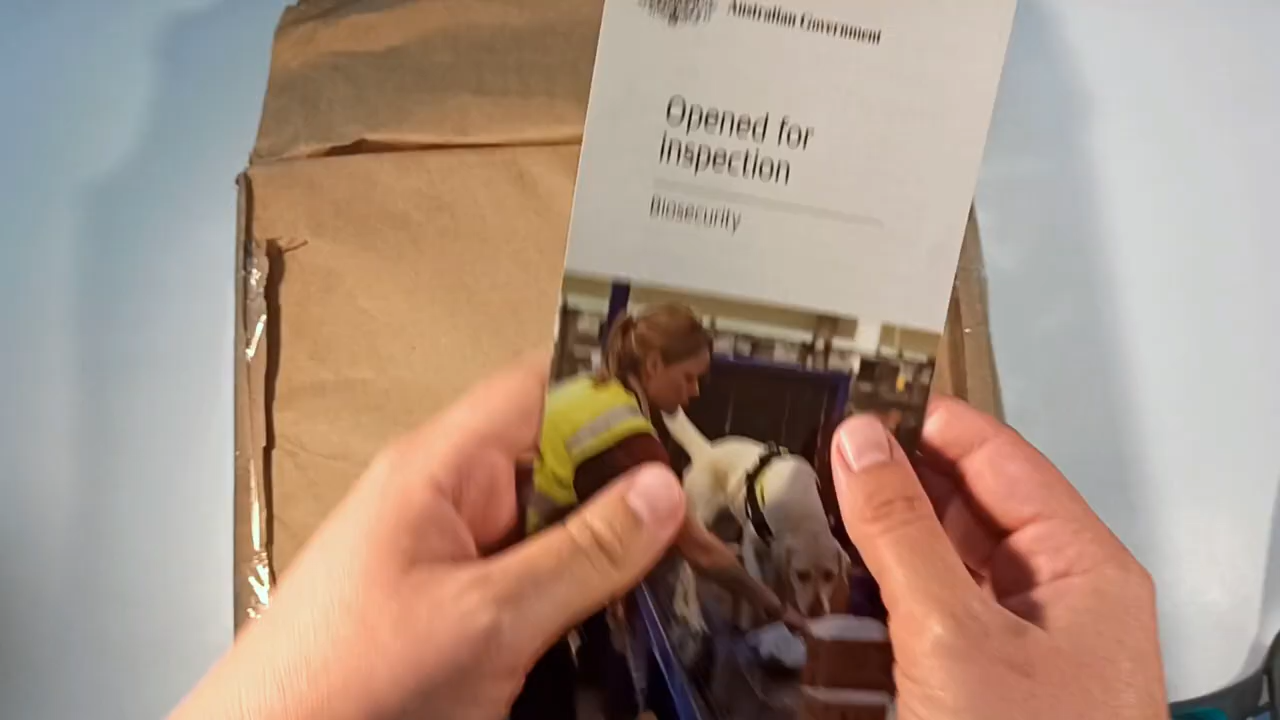 Australian Government
Opened for
inspection
Biosecurity